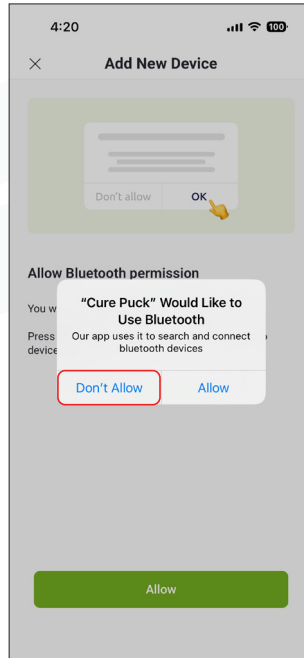 4:20
100
Add New Device
Don't allow
OK
Allow Bluetooth permission
You w
"Cure Puck" Would Like to
Use Bluetooth
Press
Our app uses it to search and connect
device
bluetooth devices
Don't Allow
Allow
Allow